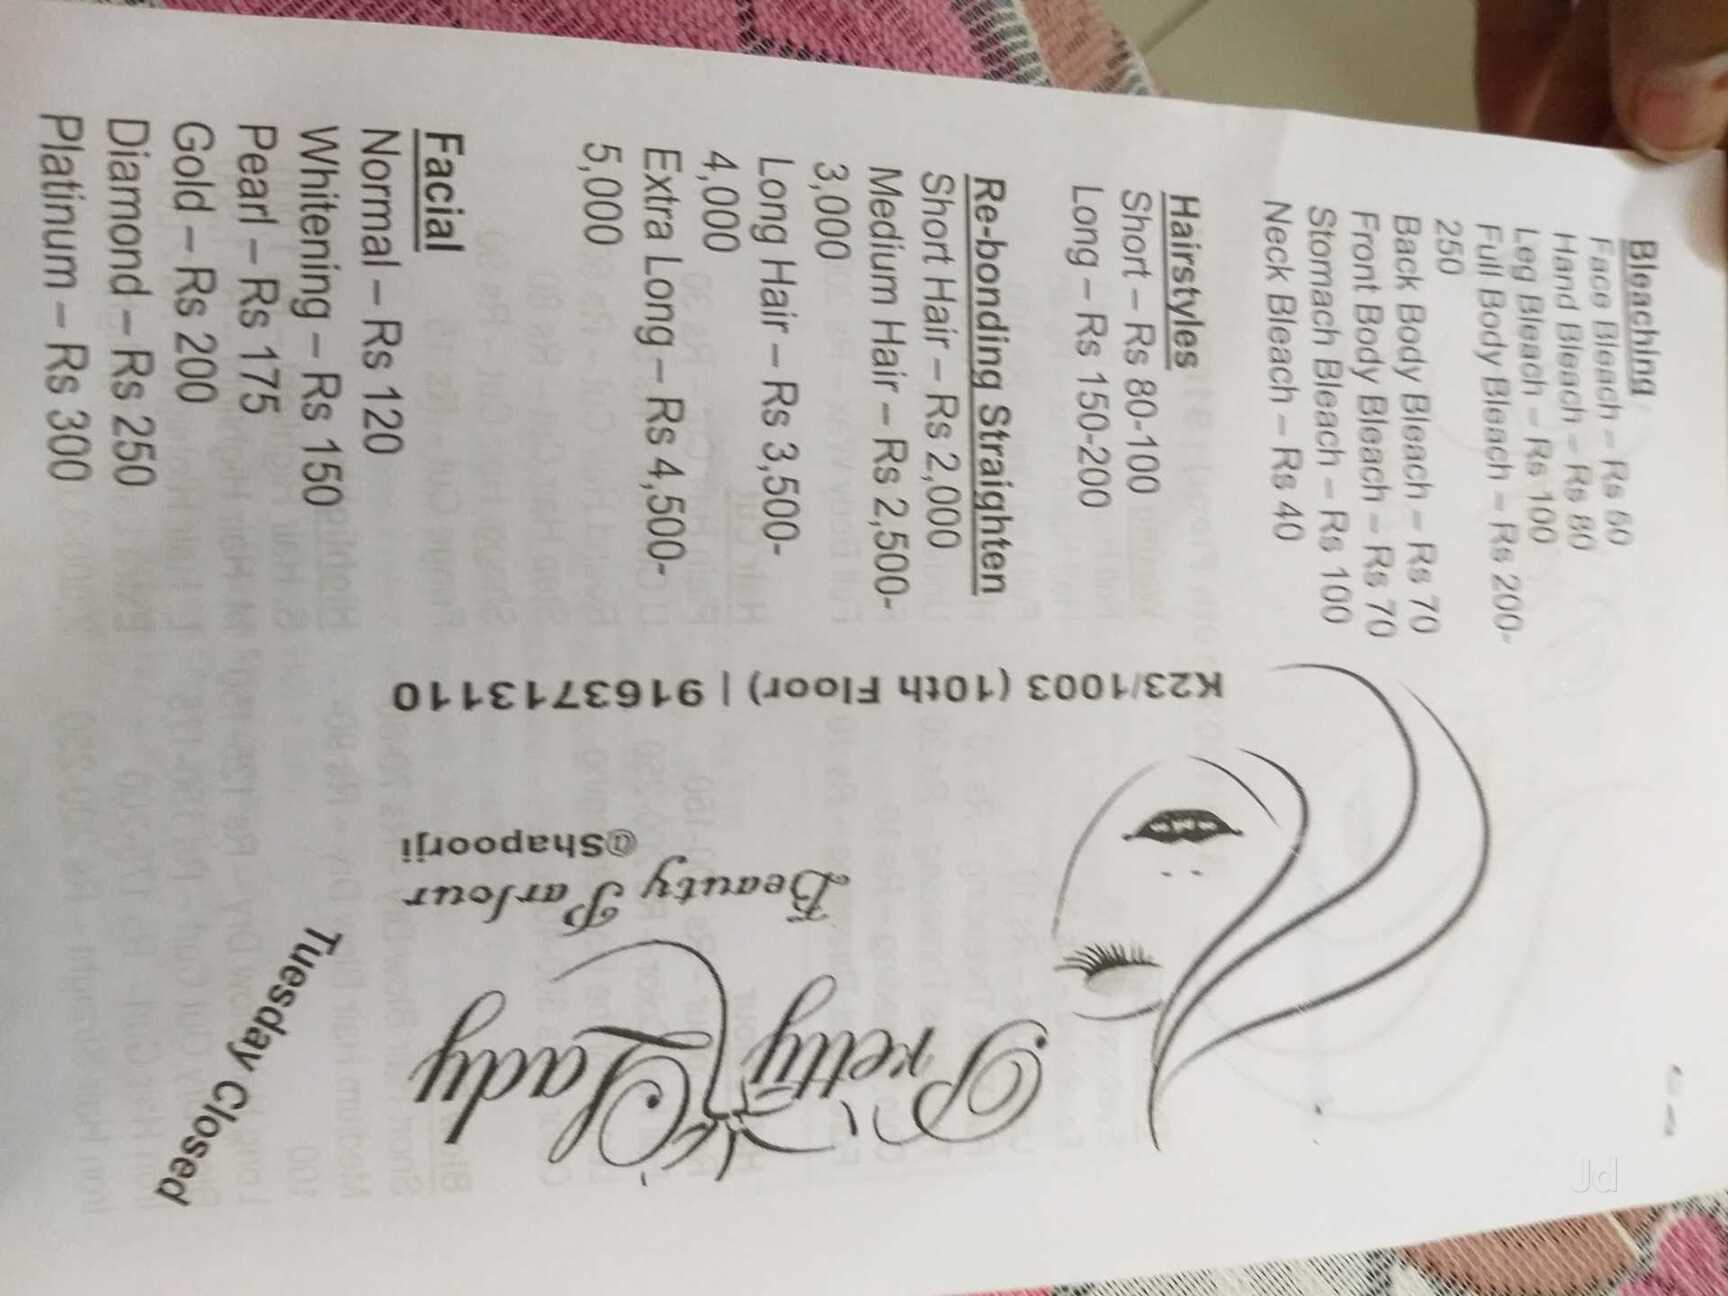 Bleaching
Face Bleach – Rs 60
Hand Bleach – Rs 80
Leg Bleach – Rs 100
Full Body Bleach – Rs 200-
250
Back Body Bleach – Rs 70
Front Body Bleach – Rs 70
Stomach Bleach – Rs 100
Neck Bleach – Rs 40
Hairstyles
Short – Rs 80-100
Long – Rs 150-200
Re-bonding Straighten
Short Hair – Rs 2,000
Medium Hair – Rs 2,500-
3,000
Long Hair – Rs 3,500-
4,000
Extra Long – Rs 4,500-
5,000
Facial
Normal – Rs 120
Whitening – Rs 150
Pearl – Rs 175
Gold – Rs 200
Diamond – Rs 250
Platinum – Rs 300
Pretty
Lady
Beauty Parlour
@Shapoorji
K23/1003 (10th Floor) | 91637113110
Tuesday Closed
Jd